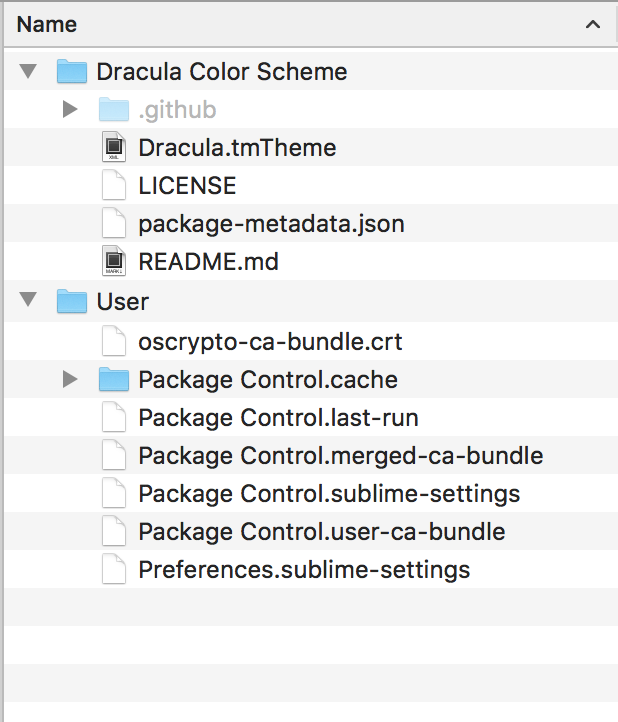 Name
Dracula Color Scheme
.github
Dracula.tmTheme
LICENSE
package-metadata.json
README.md
User
oscrypto-ca-bundle.crt
Package Control.cache
Package Control.last-run
Package Control.merged-ca-bundle
Package Control.sublime-settings
Package Control.user-ca-bundle
Preferences.sublime-settings